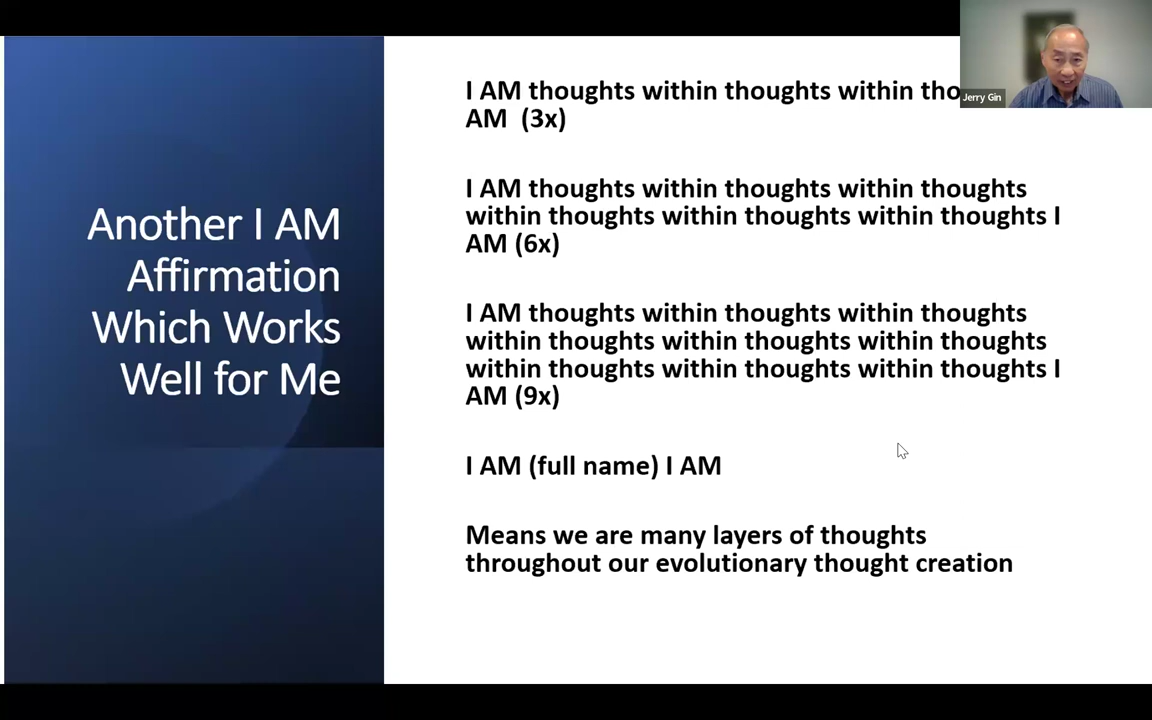 Another I AM
Affirmation
Which Works
Well for Me
I AM thoughts within thoughts within
AM (3x)
I AM thoughts within thoughts within thoughts
within thoughts within thoughts within thoughts I
AM (6x)
I AM thoughts within thoughts within thoughts
within thoughts within thoughts within thoughts
within thoughts within thoughts within thoughts I
AM (9x)
I AM (full name) I AM
Means we are many layers of thoughts
throughout our evolutionary thought creation
Jerry Gin